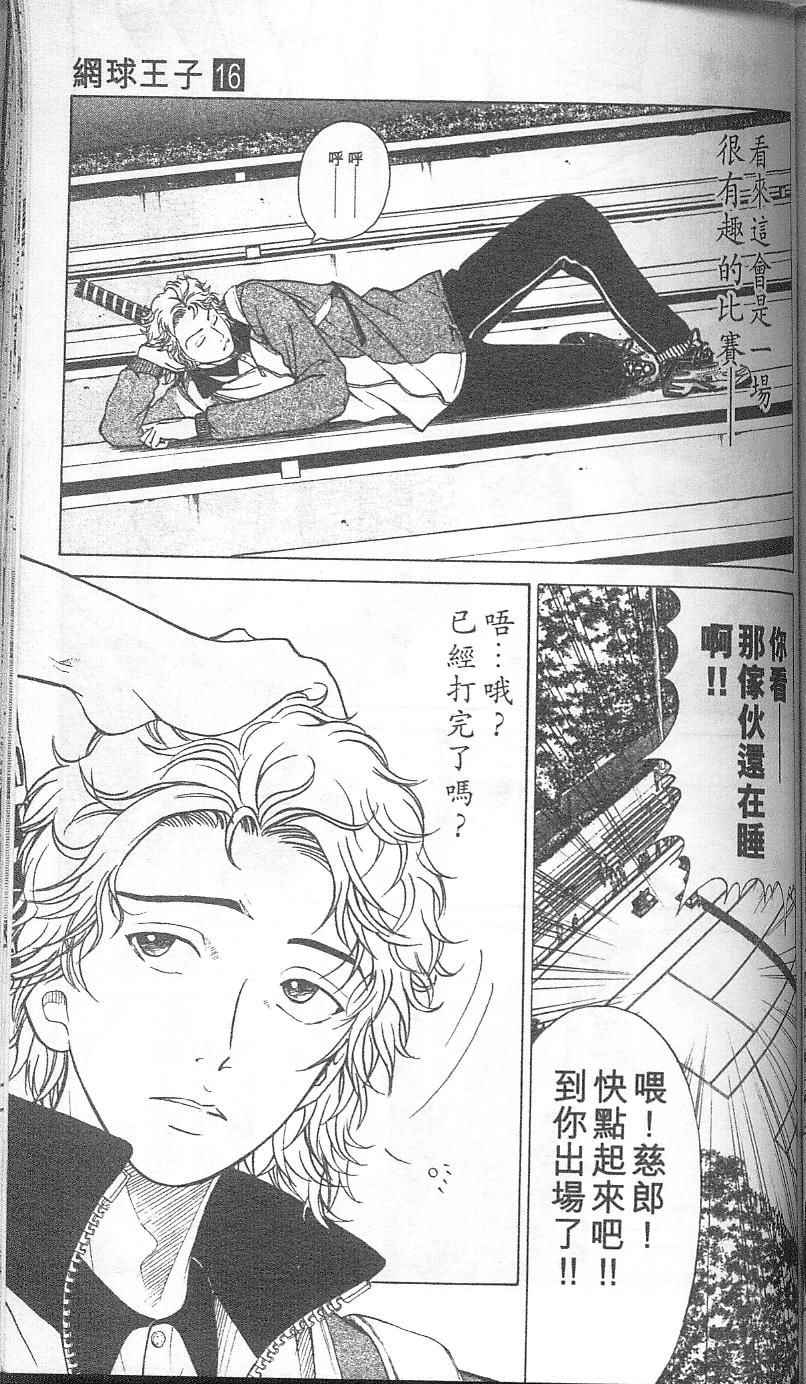 網球王子 16
看來這會是一場
很有趣的比賽——
呼——
呼——
你看——
那傢伙還在睡
啊!!
喂！慈郎！
快點起來吧!!
到你出場了!!
唔…哦？
已經打完了嗎？